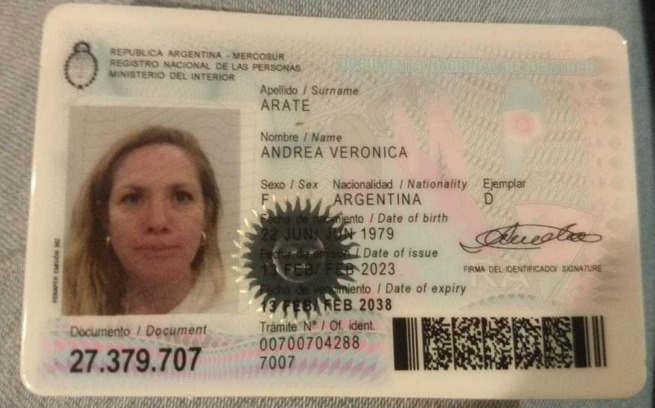 REPUBLICA ARGENTINA - MERCOSUR
REGISTRO NACIONAL DE LAS PERSONAS
MINISTERIO DEL INTERIOR
DOCUMENTO NACIONAL DE IDENTIDAD
Apellido / Surname
ARATE
Nombre / Name
ANDREA VERONICA
Sexo / Sex Nacionalidad / Nationality Ejemplar
F ARGENTINA D
Fecha de nacimiento / Date of birth
22 JUN/ JUN 1979
Fecha de emisión / Date of issue
13 FEB/ FEB 2023
FIRMA DEL IDENTIFICADO/ SIGNATURE
Fecha de vencimiento / Date of expiry
13 FEB/ FEB 2038
Documento / Document
27.379.707
Trámite N° / Of. ident.
00700704288
7007